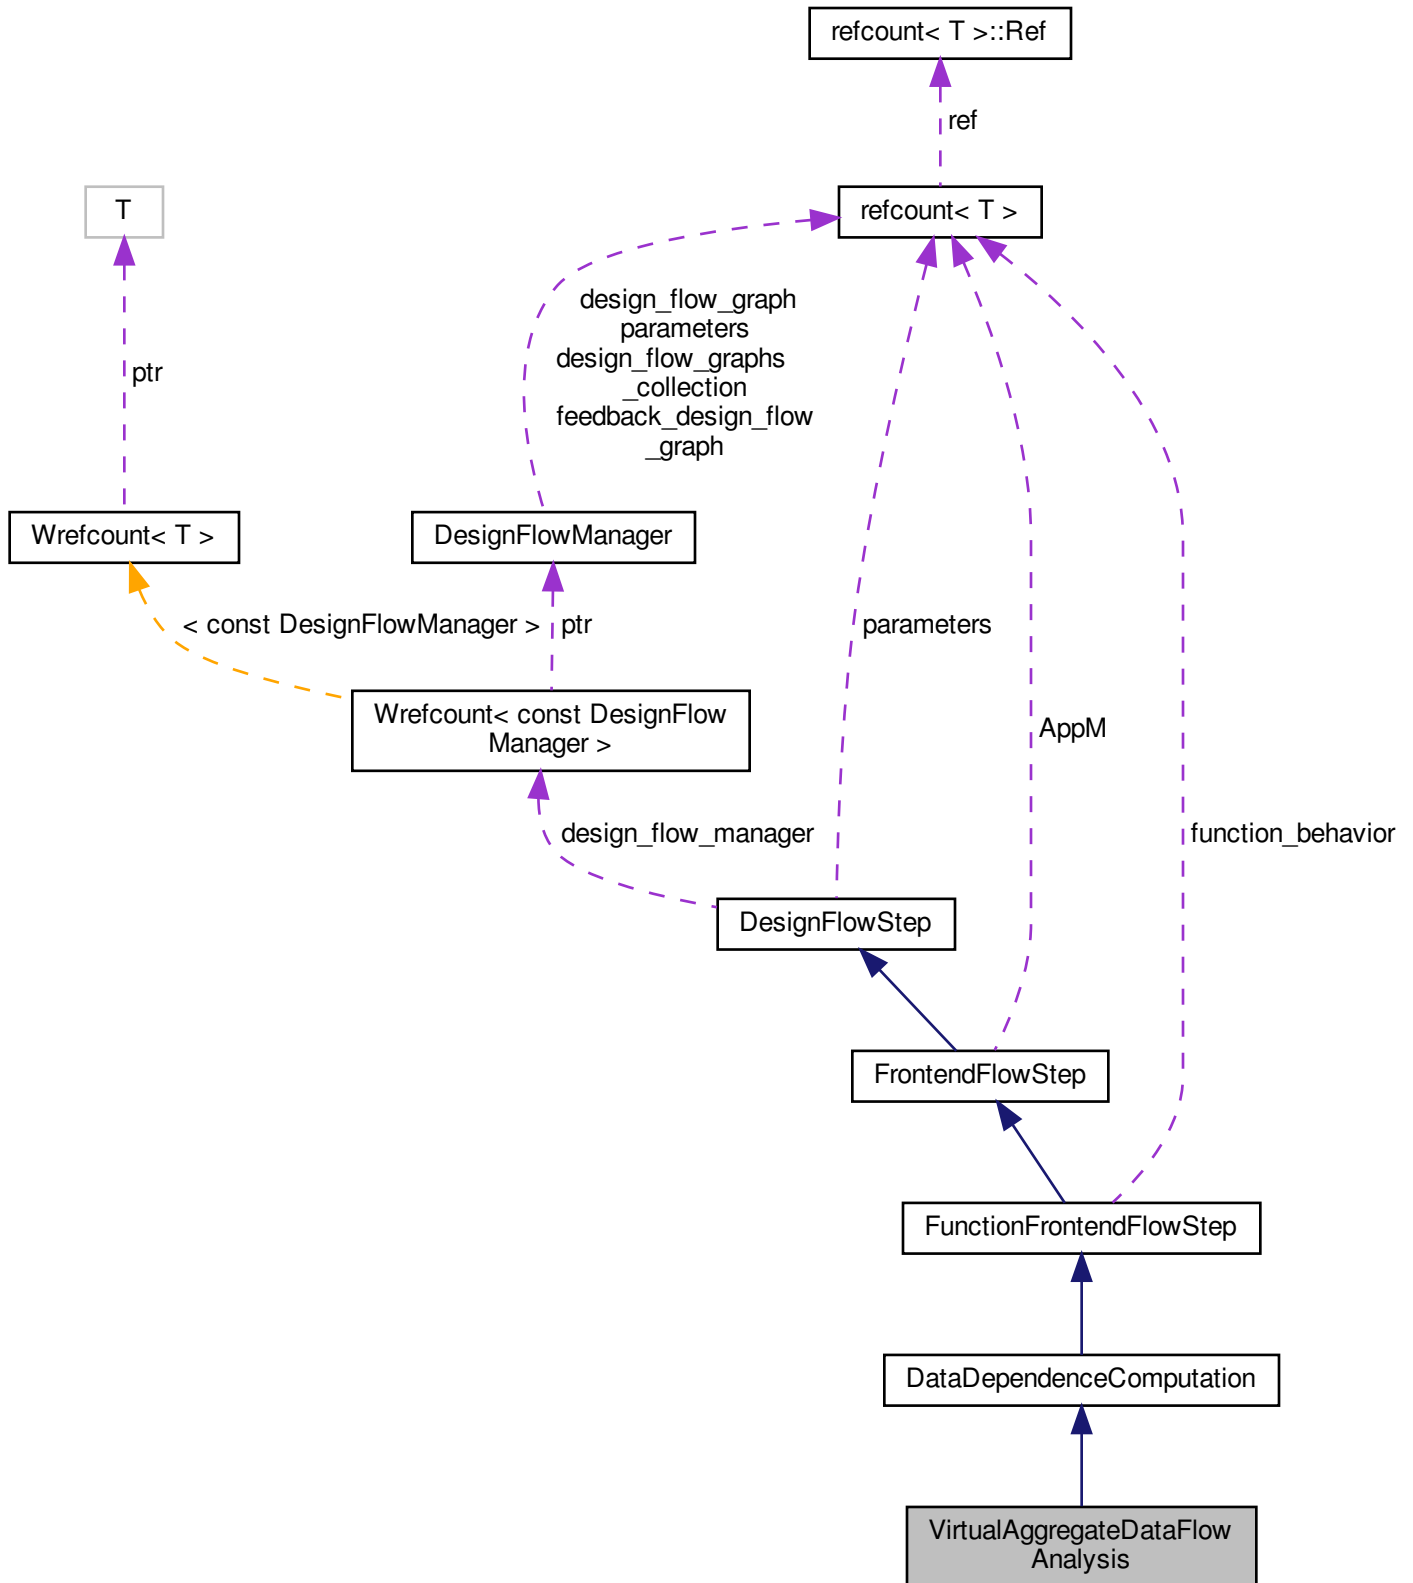 refcount< T >::Ref
ref
T
refcount< T >
design_flow_graph
parameters
design_flow_graphs
_collection
feedback_design_flow
_graph
ptr
Wrefcount< T >
DesignFlowManager
< const DesignFlowManager >
ptr
parameters
Wrefcount< const DesignFlow
Manager >
AppM
design_flow_manager
function_behavior
DesignFlowStep
FrontendFlowStep
FunctionFrontendFlowStep
DataDependenceComputation
VirtualAggregateDataFlow
Analysis